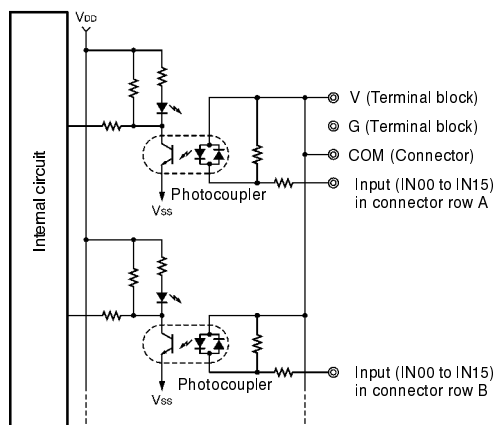 VDD
Internal circuit
V (Terminal block)
G (Terminal block)
COM (Connector)
Input (IN00 to IN15)
in connector row A
Photocoupler
VSS
Input (IN00 to IN15)
in connector row B
Photocoupler
VSS